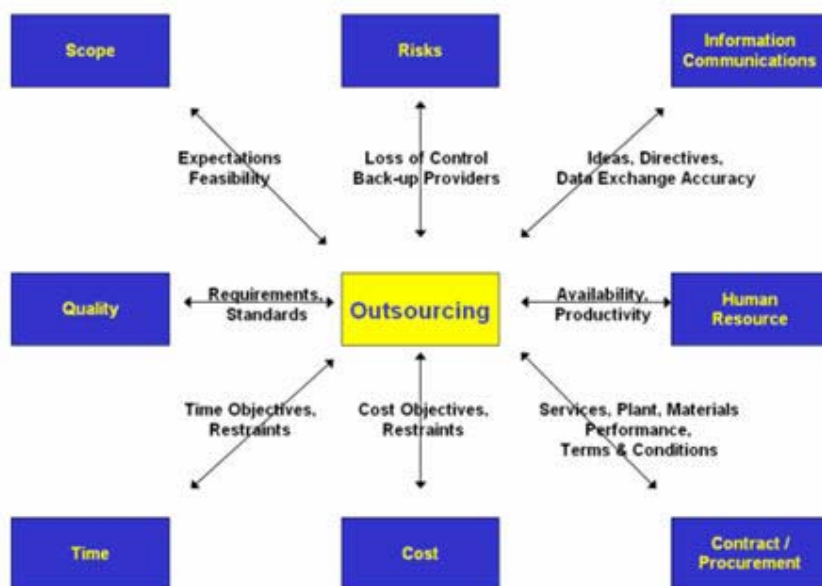 Scope
Risks
Information
Communications
Expectations
Feasibility
Loss of Control
Back-up Providers
Ideas, Directives,
Data Exchange Accuracy
Quality
Requirements,
Standards
Outsourcing
Availability,
Productivity
Human
Resource
Time Objectives,
Restraints
Cost Objectives,
Restraints
Services, Plant, Materials
Performance,
Terms & Conditions
Time
Cost
Contract /
Procurement